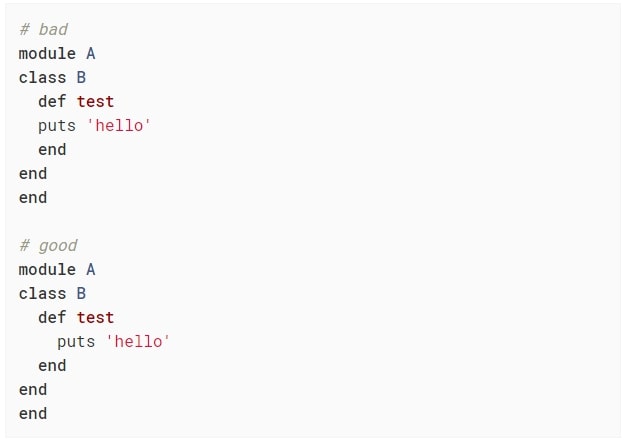 # bad
module A
class B
  def test
  puts 'hello'
  end
end
end

# good
module A
class B
  def test
    puts 'hello'
  end
end
end